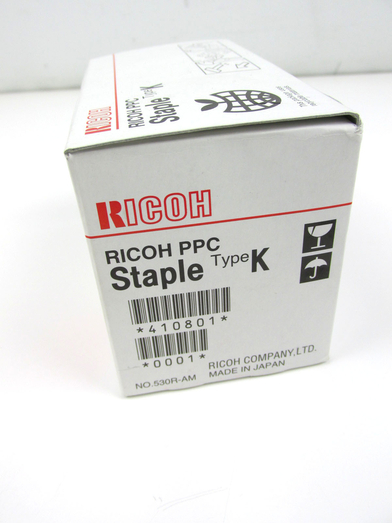 RICOH
RICOH PPC
Staple Type K
RICOH
RICOH PPC
Staple Type K
*410801*
*0001*
RICOH COMPANY,LTD.
NO.530R-AM MADE IN JAPAN